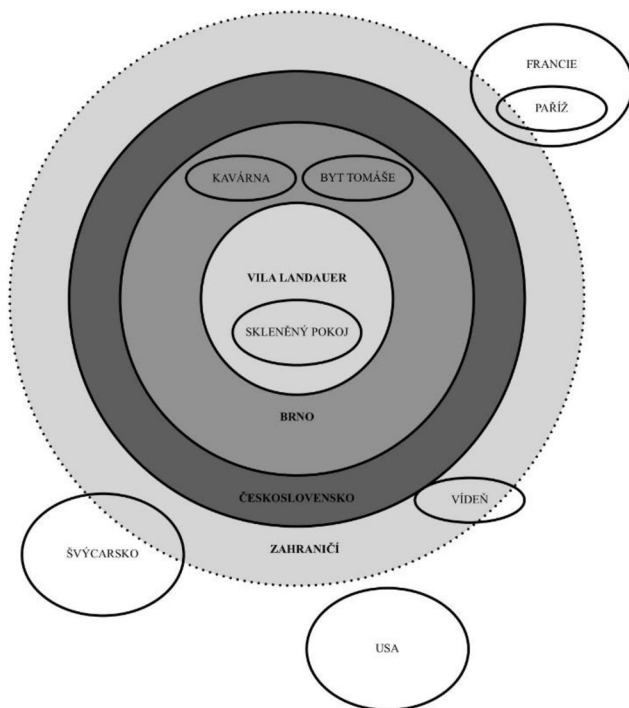 FRANCIE
PAŘÍŽ
KAVÁRNA
BYT TOMÁŠE
VILA LANDAUER
SKLENĚNÝ POKOJ
BRNO
ČESKOSLOVENSKO
VÍDEŇ
ZAHRANIČÍ
ŠVÝCARSKO
USA